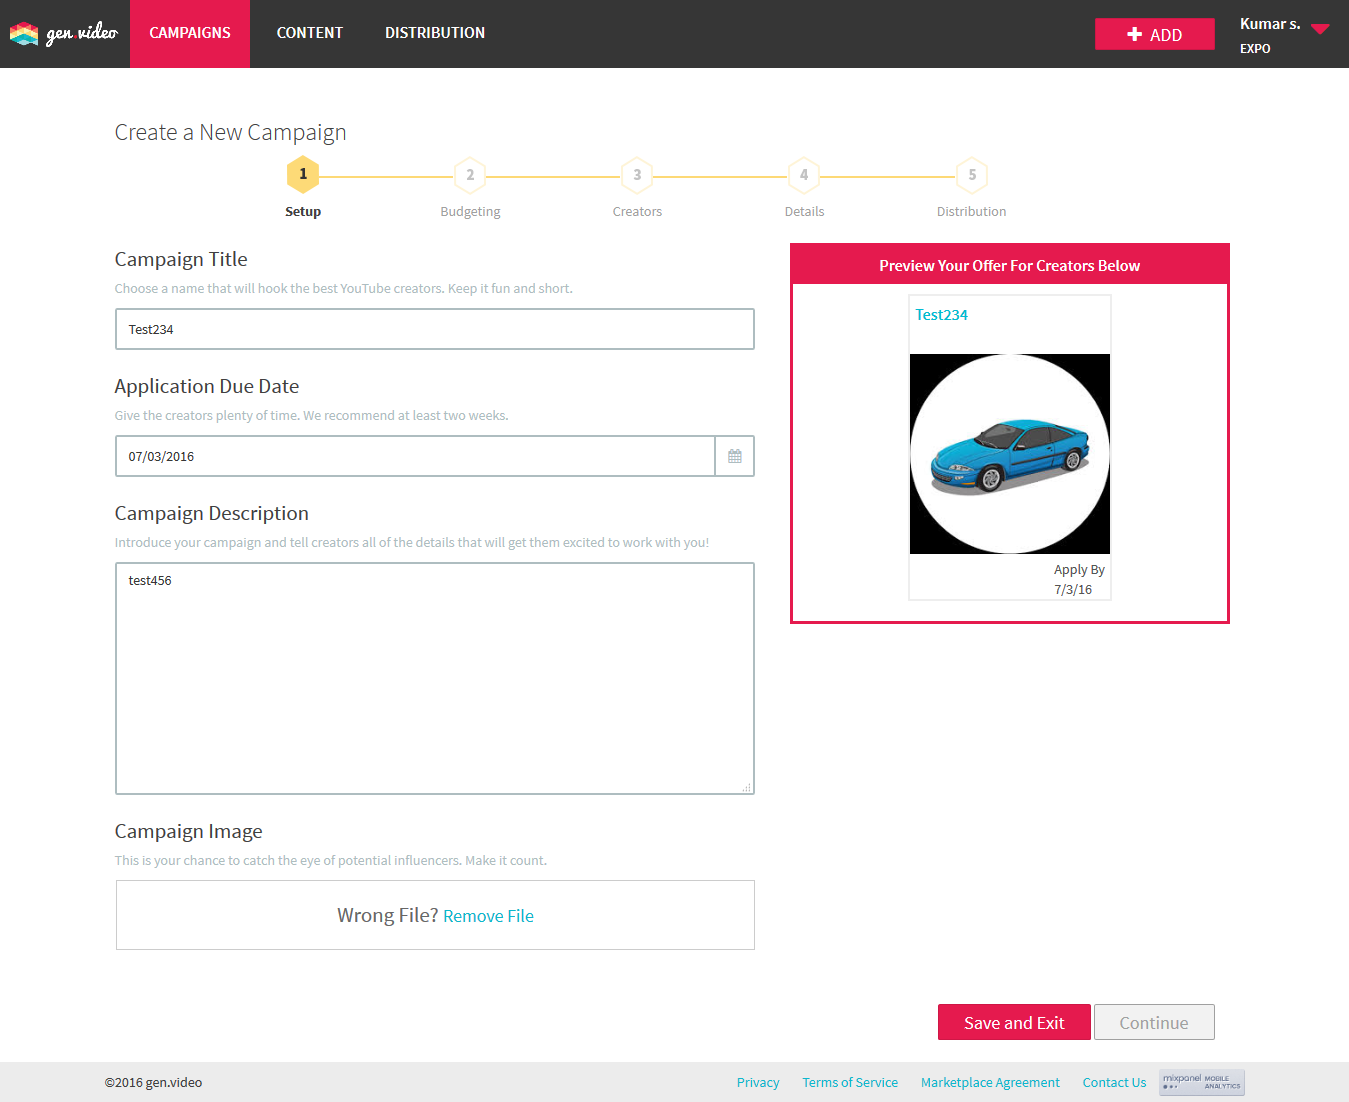 gen.video
CAMPAIGNS
CONTENT
DISTRIBUTION
ADD
Kumar s.
EXPO
Create a New Campaign
1
2
3
4
5
Setup
Budgeting
Creators
Details
Distribution
Campaign Title
Choose a name that will hook the best YouTube creators. Keep it fun and short.
Test234
Application Due Date
Give the creators plenty of time. We recommend at least two weeks.
07/03/2016
Campaign Description
Introduce your campaign and tell creators all of the details that will get them excited to work with you!
test456
Campaign Image
This is your chance to catch the eye of potential influencers. Make it count.
Wrong File? Remove File
Preview Your Offer For Creators Below
Test234
Apply By
7/3/16
Save and Exit
Continue
©2016 gen.video
Privacy
Terms of Service
Marketplace Agreement
Contact Us
mixpanel MOBILE
ANALYTICS